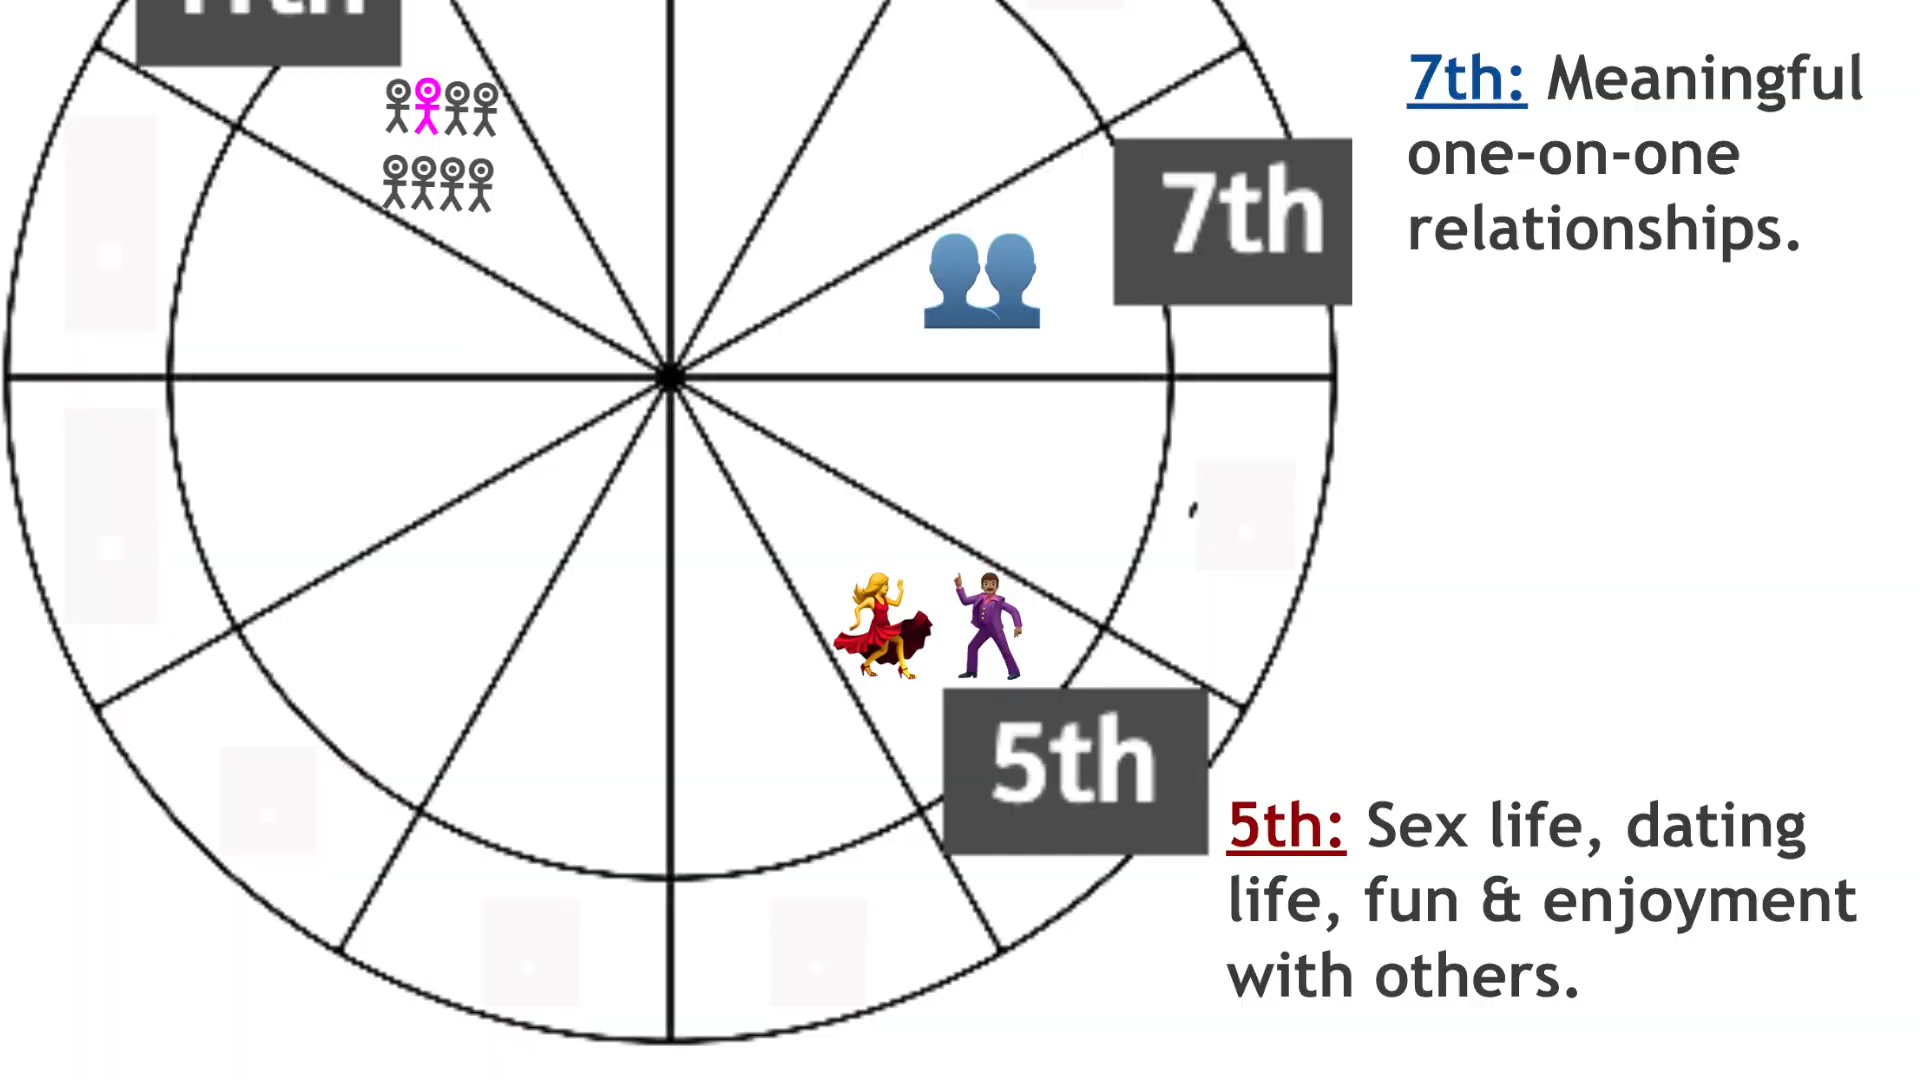 7th: Meaningful
one-on-one
relationships.
7th
5th
5th: Sex life, dating
life, fun & enjoyment
with others.